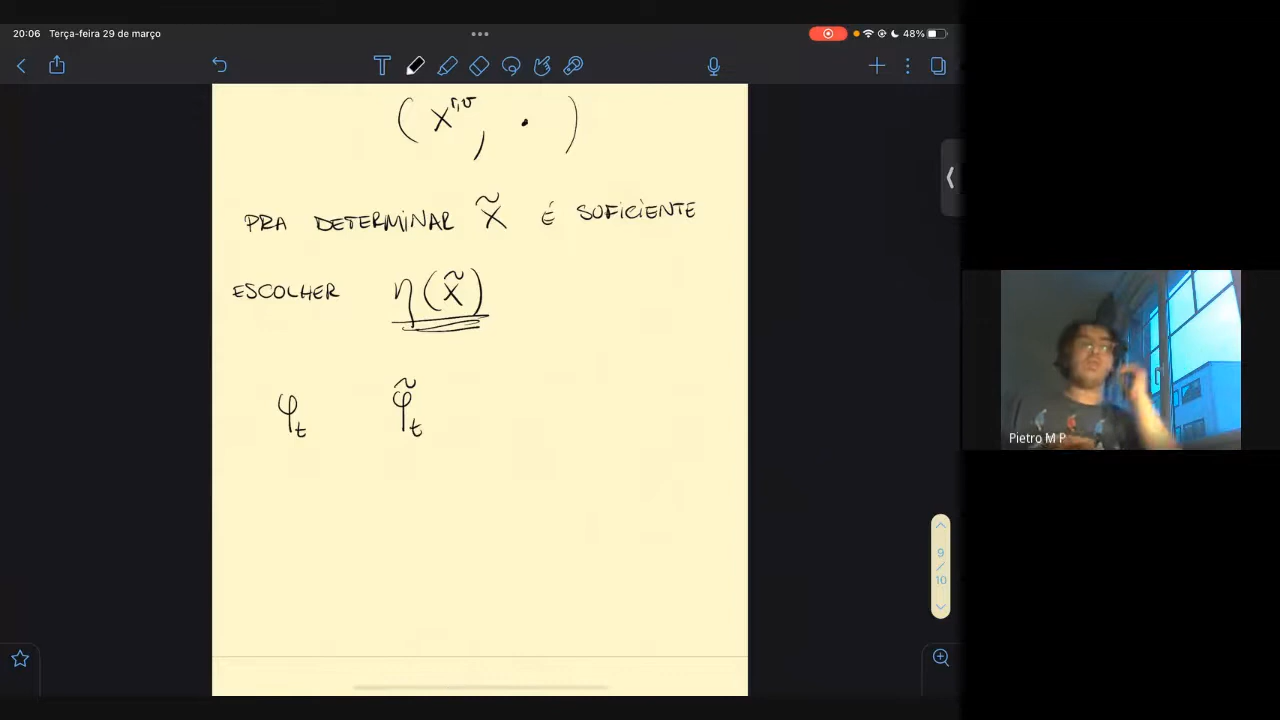 20:06 Terça-feira 29 de março
48%
(X^{r,σ}, · )
PRA DETERMINAR X̃ É SUFICIENTE
ESCOLHER η(X̃)
φ_t φ̃_t
Pietro M P
9
/
10